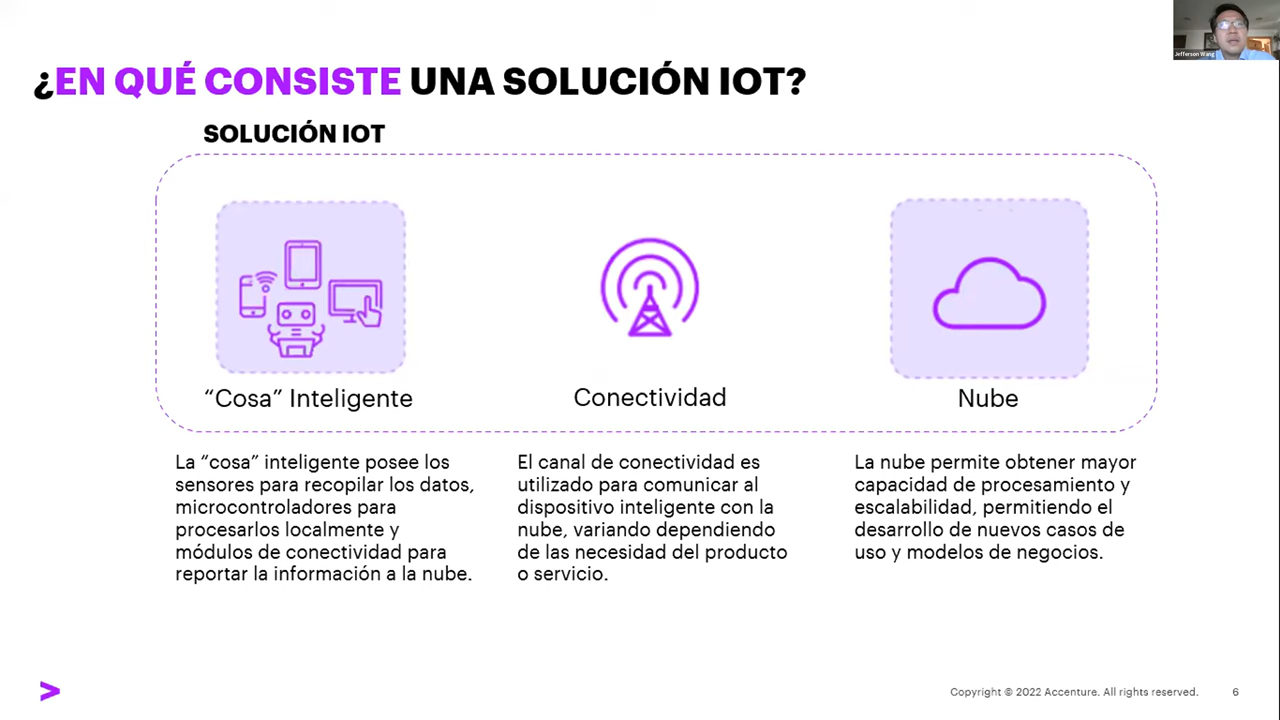 Jefferson Wang
¿EN QUÉ CONSISTE UNA SOLUCIÓN IOT?
SOLUCIÓN IOT
“Cosa” Inteligente
Conectividad
Nube
La “cosa” inteligente posee los
sensores para recopilar los datos,
microcontroladores para
procesarlos localmente y
módulos de conectividad para
reportar la información a la nube.
El canal de conectividad es
utilizado para comunicar al
dispositivo inteligente con la
nube, variando dependiendo
de las necesidad del producto
o servicio.
La nube permite obtener mayor
capacidad de procesamiento y
escalabilidad, permitiendo el
desarrollo de nuevos casos de
uso y modelos de negocios.
>
Copyright © 2022 Accenture. All rights reserved.
6